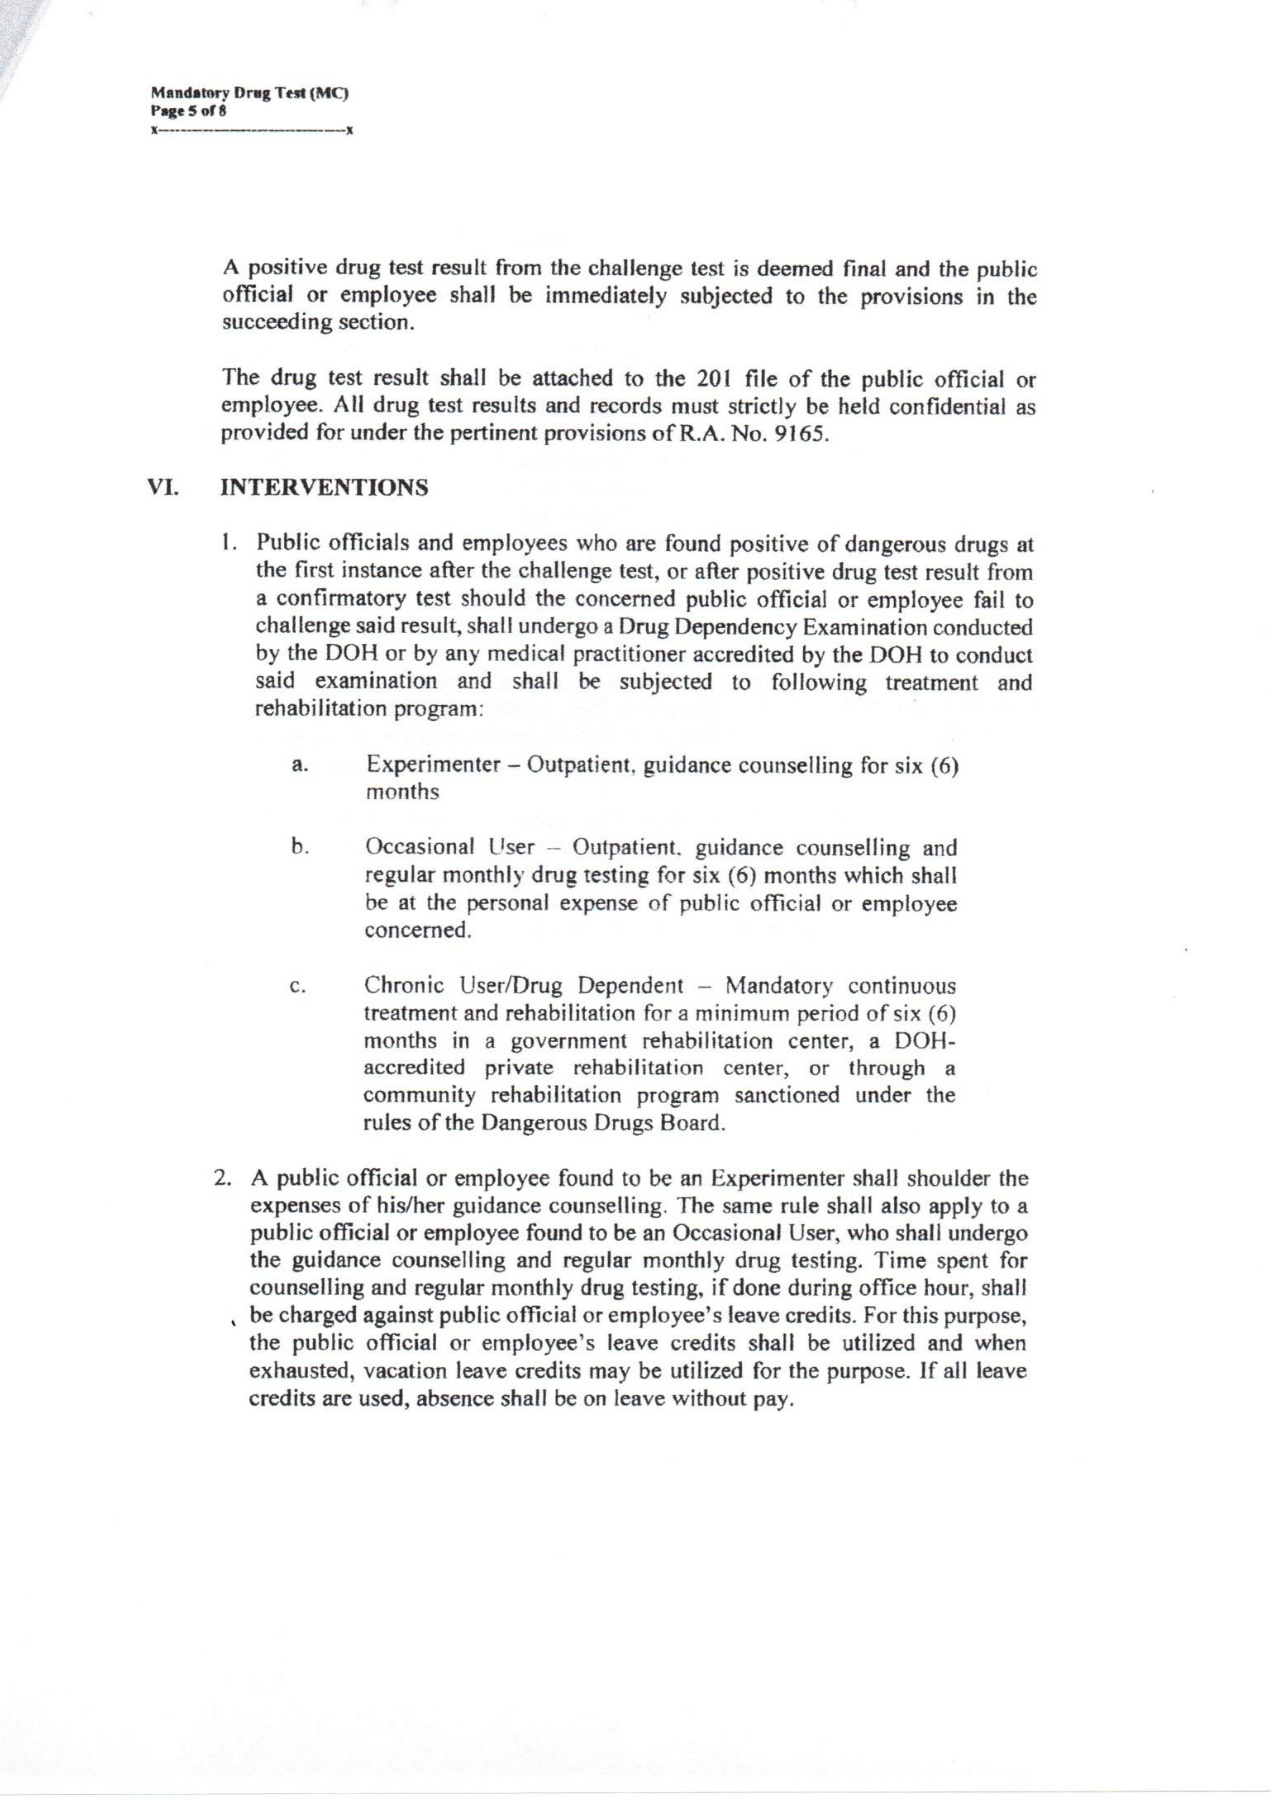 Mandatory Drug Test (MC)
Page 5 of 8
x-----------------------------x
A positive drug test result from the challenge test is deemed final and the public
official or employee shall be immediately subjected to the provisions in the
succeeding section.
The drug test result shall be attached to the 201 file of the public official or
employee. All drug test results and records must strictly be held confidential as
provided for under the pertinent provisions of R.A. No. 9165.
VI. INTERVENTIONS
1. Public officials and employees who are found positive of dangerous drugs at
the first instance after the challenge test, or after positive drug test result from
a confirmatory test should the concerned public official or employee fail to
challenge said result, shall undergo a Drug Dependency Examination conducted
by the DOH or by any medical practitioner accredited by the DOH to conduct
said examination and shall be subjected to following treatment and
rehabilitation program:
a. Experimenter – Outpatient, guidance counselling for six (6)
months
b. Occasional User – Outpatient, guidance counselling and
regular monthly drug testing for six (6) months which shall
be at the personal expense of public official or employee
concerned.
c. Chronic User/Drug Dependent – Mandatory continuous
treatment and rehabilitation for a minimum period of six (6)
months in a government rehabilitation center, a DOH-
accredited private rehabilitation center, or through a
community rehabilitation program sanctioned under the
rules of the Dangerous Drugs Board.
2. A public official or employee found to be an Experimenter shall shoulder the
expenses of his/her guidance counselling. The same rule shall also apply to a
public official or employee found to be an Occasional User, who shall undergo
the guidance counselling and regular monthly drug testing. Time spent for
counselling and regular monthly drug testing, if done during office hour, shall
be charged against public official or employee's leave credits. For this purpose,
the public official or employee's leave credits shall be utilized and when
exhausted, vacation leave credits may be utilized for the purpose. If all leave
credits are used, absence shall be on leave without pay.